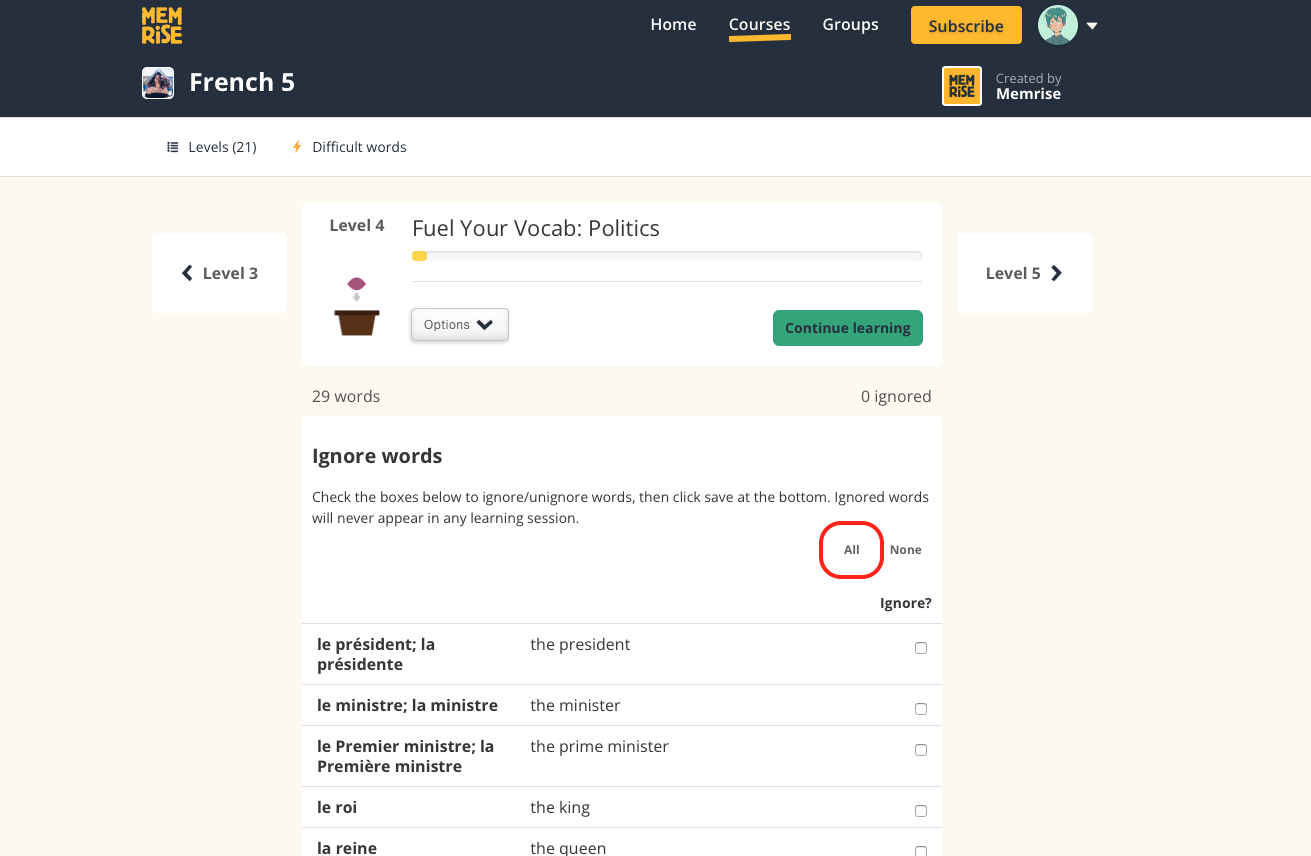 MEM
RiSE
Home
Courses
Groups
Subscribe
French 5
MEM
RiSE
Created by
Memrise
Levels (21)
Difficult words
Level 3
Level 4
Fuel Your Vocab: Politics
Options
Continue learning
Level 5
29 words
0 ignored
Ignore words
Check the boxes below to ignore/unignore words, then click save at the bottom. Ignored words
will never appear in any learning session.
All
None
Ignore?
le président; la
présidente
the president
le ministre; la ministre
the minister
le Premier ministre; la
Première ministre
the prime minister
le roi
the king
la reine
the queen